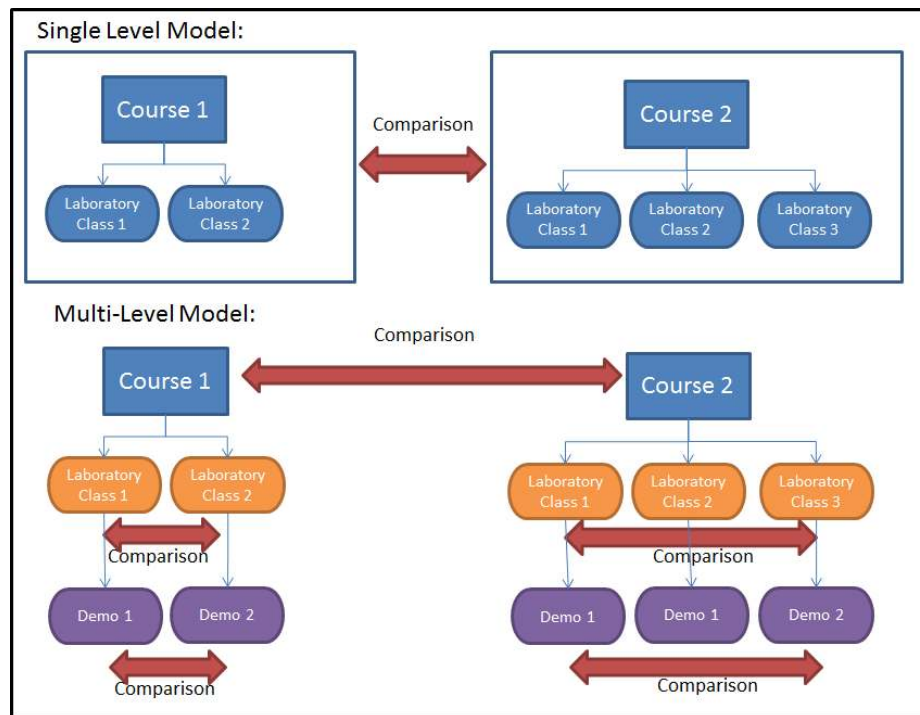 Single Level Model:
Course 1
Comparison
Course 2
Laboratory
Class 1
Laboratory
Class 2
Laboratory
Class 1
Laboratory
Class 2
Laboratory
Class 3
Multi-Level Model:
Comparison
Course 1
Course 2
Laboratory
Class 1
Laboratory
Class 2
Laboratory
Class 1
Laboratory
Class 2
Laboratory
Class 3
Comparison
Comparison
Demo 1
Demo 2
Demo 1
Demo 1
Demo 2
Comparison
Comparison